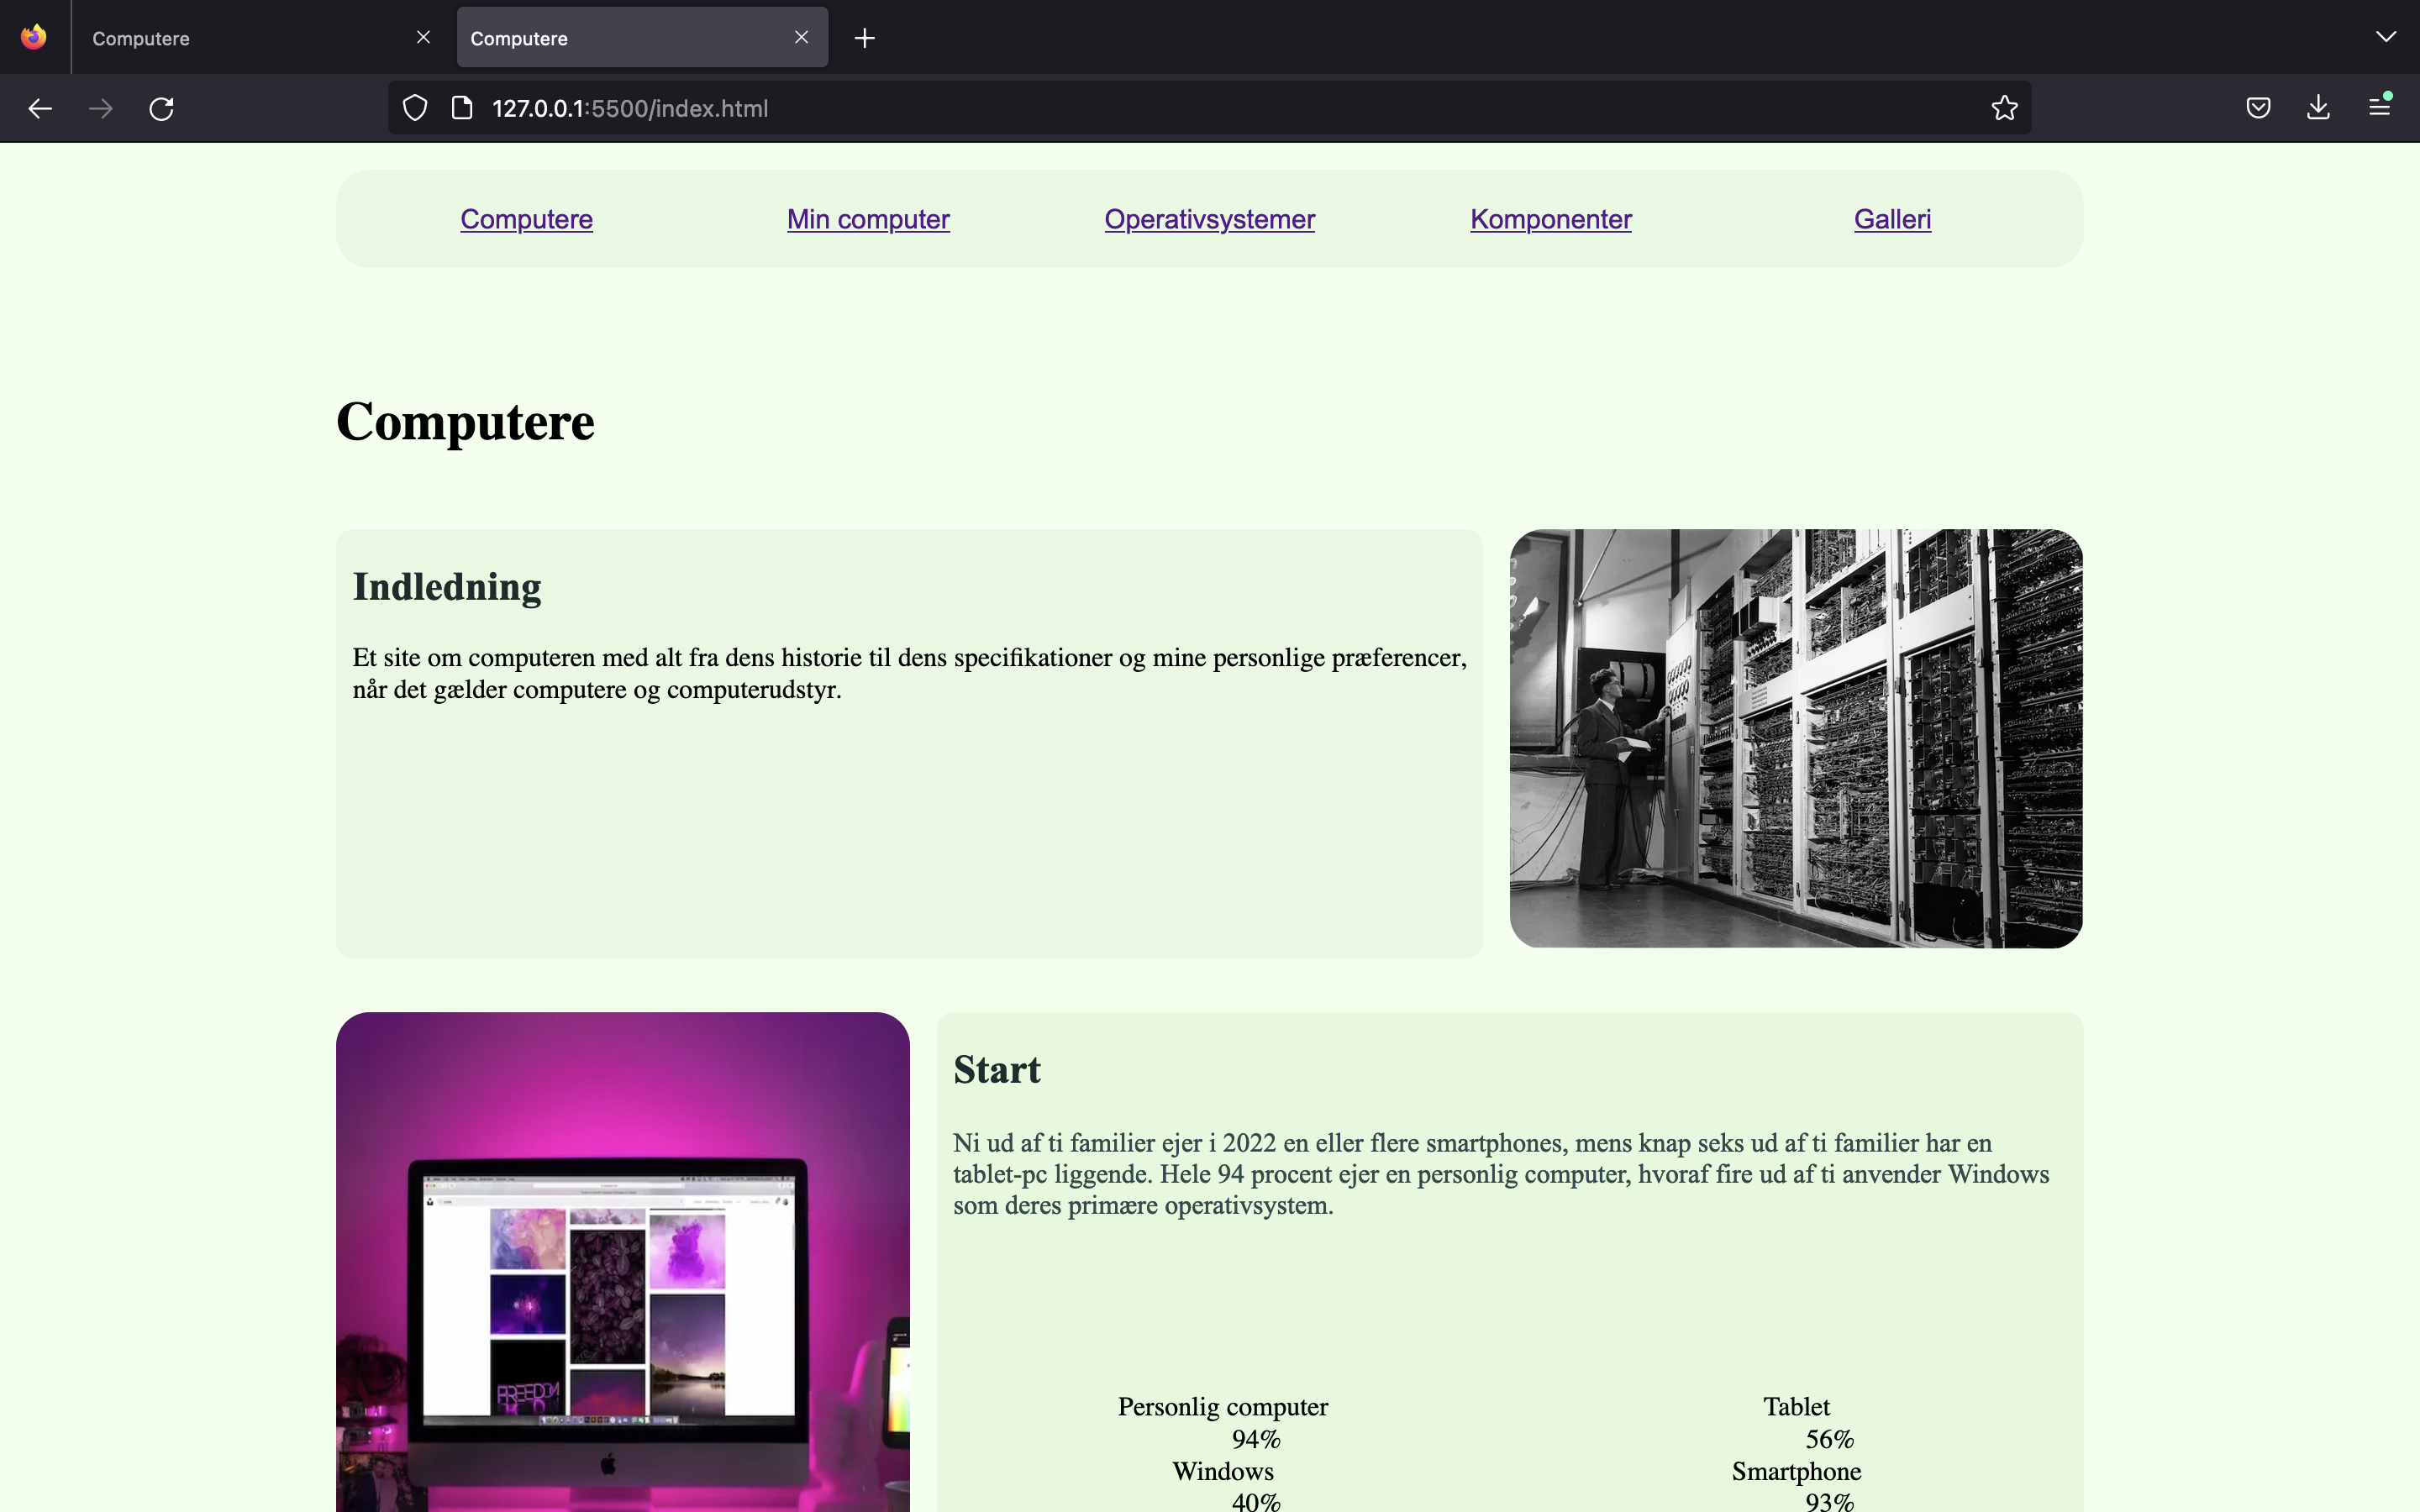 Computere
Computere
127.0.0.1:5500/index.html
Computere Min computer Operativsystemer Komponenter Galleri
Computere
Indledning
Et site om computeren med alt fra dens historie til dens specifikationer og mine personlige præferencer,
når det gælder computere og computerudstyr.
Start
Ni ud af ti familier ejer i 2022 en eller flere smartphones, mens knap seks ud af ti familier har en
tablet-pc liggende. Hele 94 procent ejer en personlig computer, hvoraf fire ud af ti anvender Windows
som deres primære operativsystem.
FREEDOM
Personlig computer Tablet
94% 56%
Windows Smartphone
40% 93%